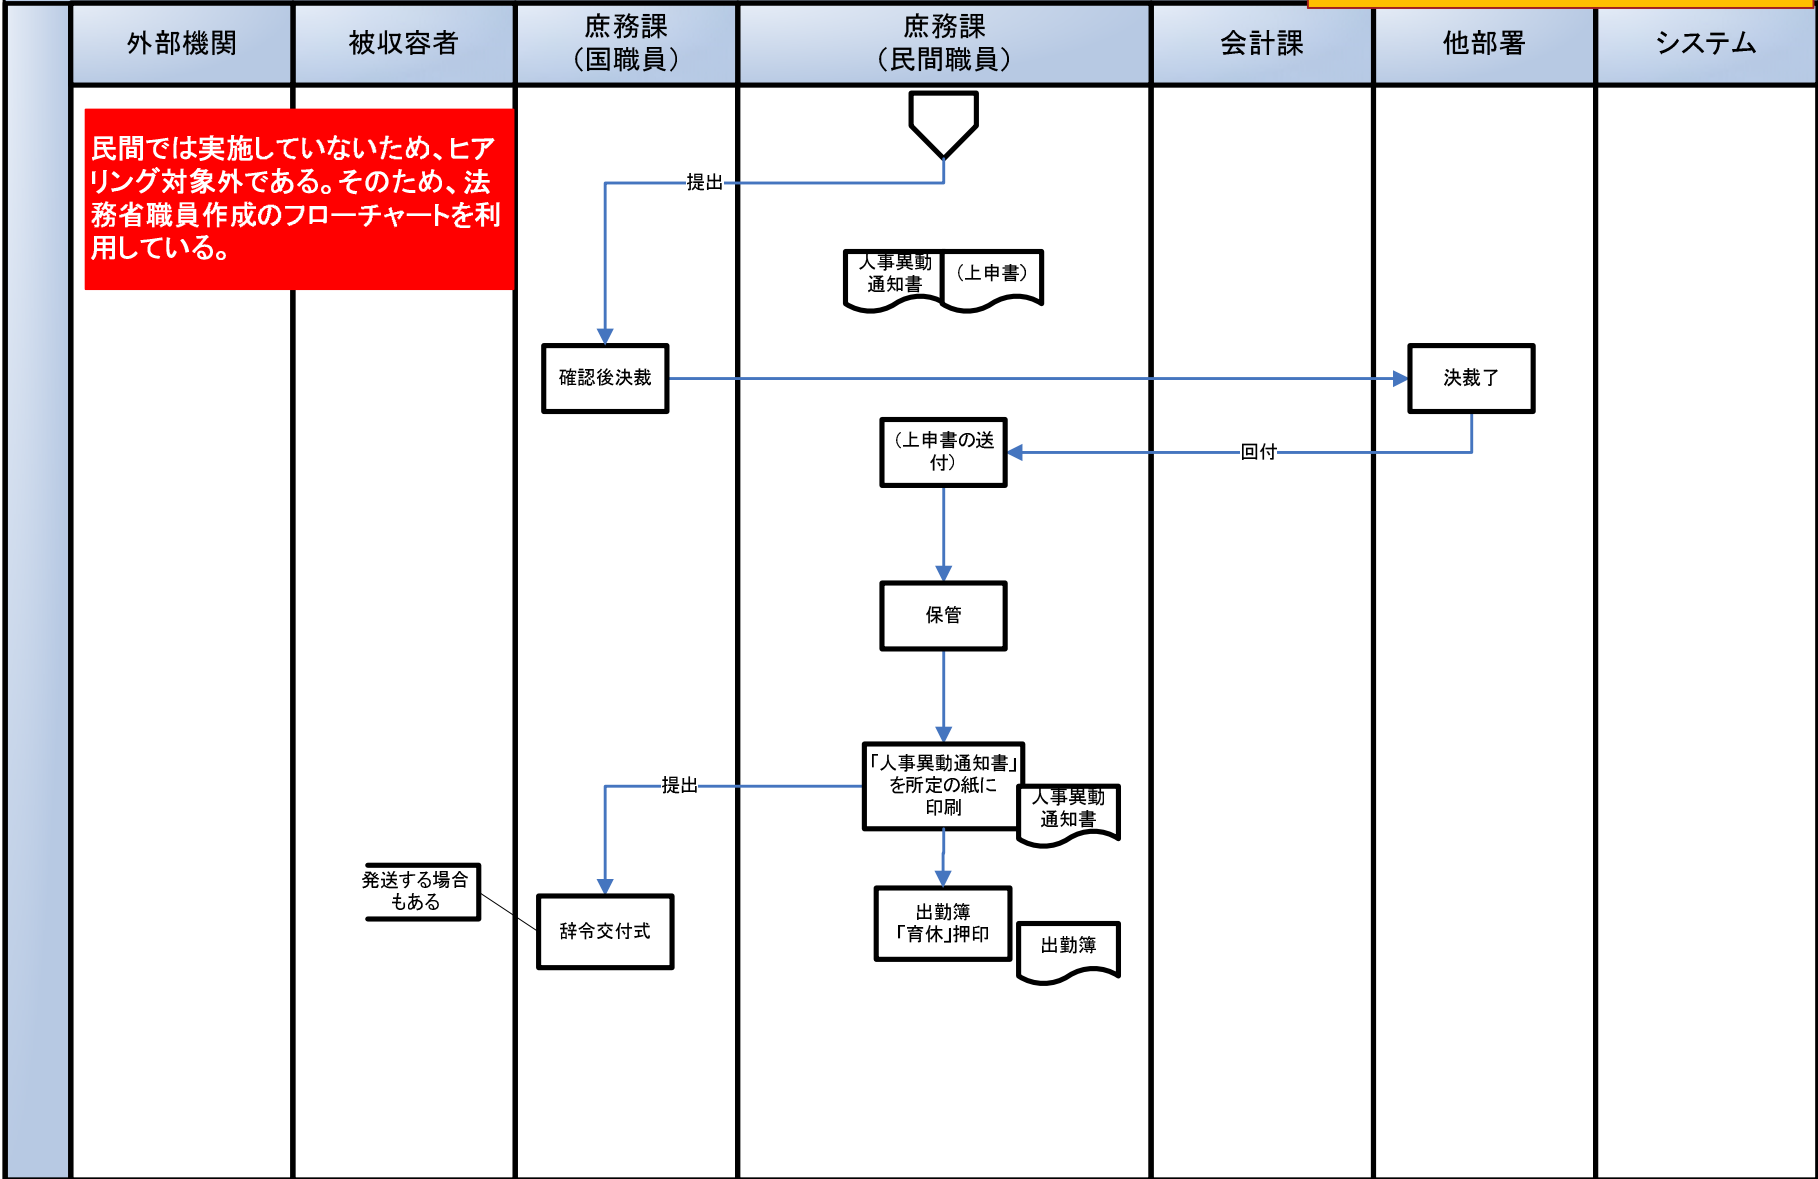 外部機関
被収容者
庶務課
（国職員）
庶務課
（民間職員）
会計課
他部署
システム
民間では実施していないため、ヒア
リング対象外である。そのため、法
務省職員作成のフローチャートを利
用している。
提出
人事異動
通知書
（上申書）
確認後決裁
決裁了
（上申書の送
付）
回付
保管
「人事異動通知書」
を所定の紙に
印刷
人事異動
通知書
提出
発送する場合
もある
辞令交付式
出勤簿
「育休」押印
出勤簿